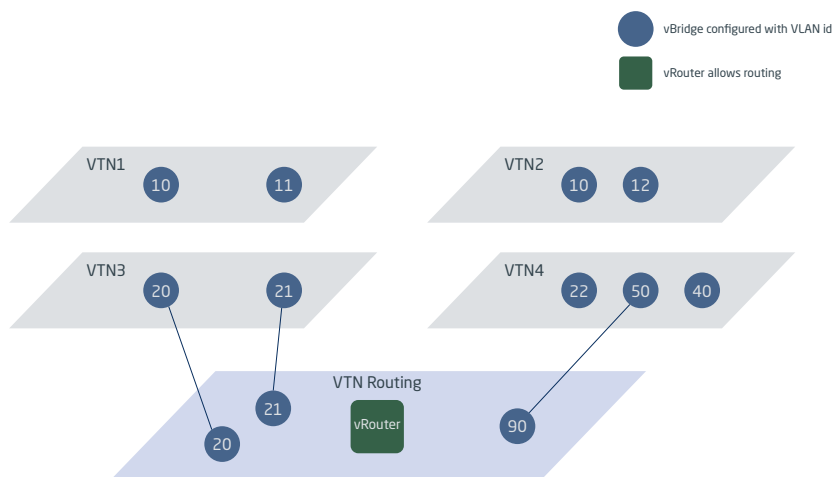 vBridge configured with VLAN id
vRouter allows routing
VTN1
10
11
VTN2
10
12
VTN3
20
21
VTN4
22
50
40
VTN Routing
21
vRouter
90
20